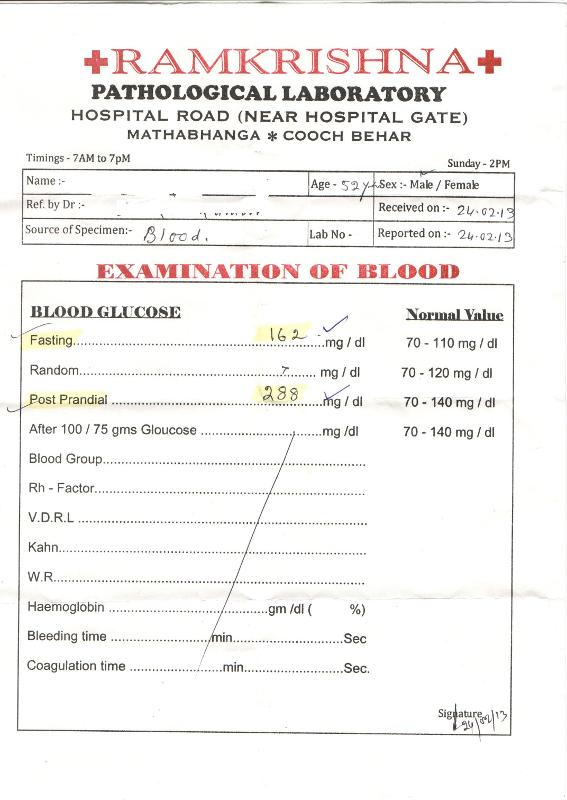 RAMKRISHNA
PATHOLOGICAL LABORATORY
HOSPITAL ROAD (NEAR HOSPITAL GATE)
MATHABHANGA * COOCH BEHAR
Timings - 7AM to 7pM Sunday - 2PM
Name :- Age - 52 y Sex :- Male / Female
Ref. by Dr :- Received on :- 24.02.13
Source of Specimen:- Blood. Lab No - Reported on :- 24.02.13
EXAMINATION OF BLOOD
BLOOD GLUCOSE Normal Value
Fasting..........162..........mg / dl 70 - 110 mg / dl
Random.......... mg / dl 70 - 120 mg / dl
Post Prandial ..........288..........mg / dl 70 - 140 mg / dl
After 100 / 75 gms Gloucose ..........mg /dl 70 - 140 mg / dl
Blood Group..........
Rh - Factor..........
V.D.R.L ..........
Kahn..........
W.R..........
Haemoglobin ..........gm /dl ( %)
Bleeding time ..........min..........Sec
Coagulation time ..........min..........Sec.
Signature
24/02/13